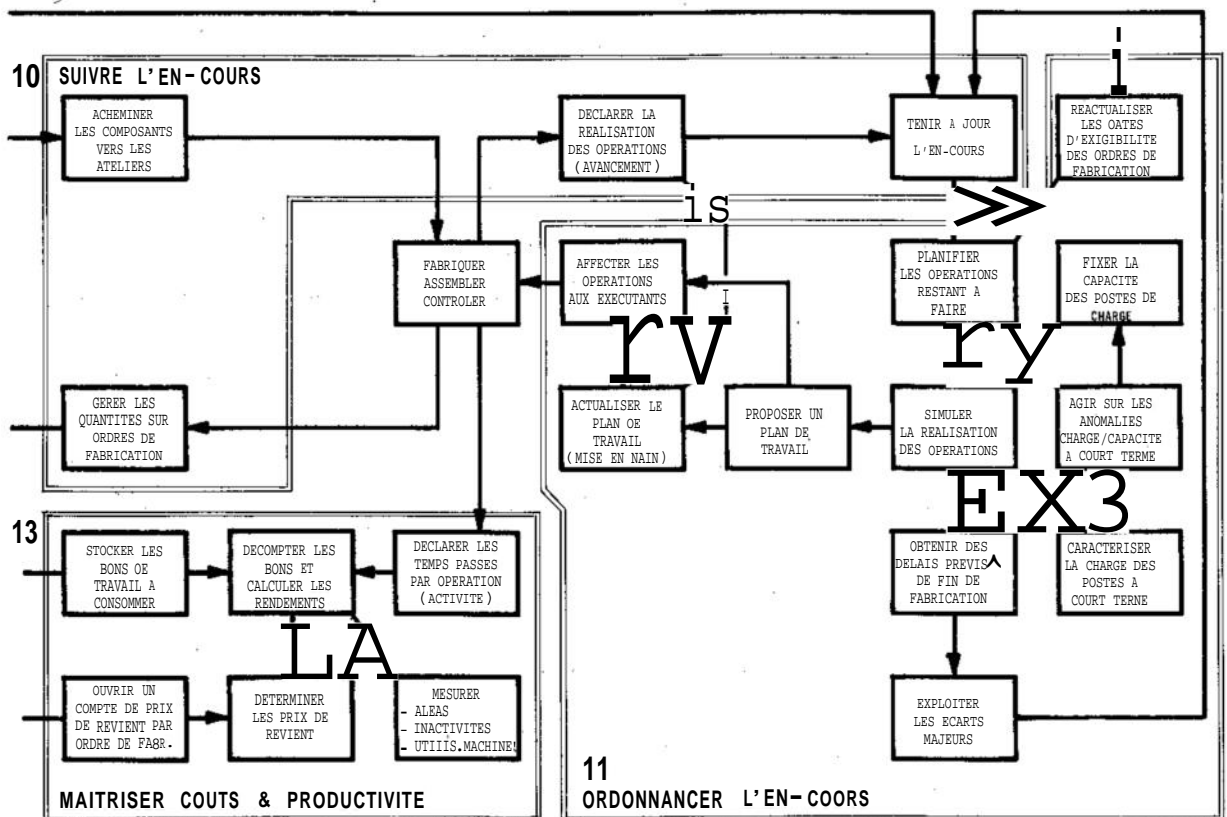 10 SUIVRE L'EN-COURS
ACHEMINER
LES COMPOSANTS
VERS LES
ATELIERS
DECLARER LA
REALISATION
DES OPERATIONS
(AVANCEMENT)
TENIR A JOUR
L'EN-COURS
i
REACTUALISER
LES OATES
D'EXIGIBILITE
DES ORDRES DE
FABRICATION
is
≫
FABRIQUER
ASSEMBLER
CONTROLER
AFFECTER LES
OPERATIONS
AUX EXECUTANTS
I
PLANIFIER
LES OPERATIONS
RESTANT A
FAIRE
FIXER LA
CAPACITE
DES POSTES DE
CHARGE
rv
ry
GERER LES
QUANTITES SUR
ORDRES DE
FABRICATION
ACTUALISER LE
PLAN OE
TRAVAIL
(MISE EN NAIN)
PROPOSER UN
PLAN DE
TRAVAIL
SIMULER
LA REALISATION
DES OPERATIONS
AGIR SUR LES
ANOMALIES
CHARGE/CAPACITE
A COURT TERME
EX3
13
STOCKER LES
BONS OE
TRAVAIL A
CONSOMMER
DECOMPTER LES
BONS ET
CALCULER LES
RENDEMENTS
DECLARER LES
TEMPS PASSES
PAR OPERATION
(ACTIVITE)
OBTENIR DES
DELAIS PREVIS^
DE FIN DE
FABRICATION
CARACTERISER
LA CHARGE DES
POSTES A
COURT TERNE
LA
OUVRIR UN
COMPTE DE PRIX
DE REVIENT PAR
ORDRE DE FA8R.
DETERMINER
LES PRIX DE
REVIENT
MESURER
- ALEAS
- INACTIVITES
- UTIIIS.MACHINE!
EXPLOITER
LES ECARTS
MAJEURS
MAITRISER COUTS & PRODUCTIVITE
11
ORDONNANCER L'EN-COORS